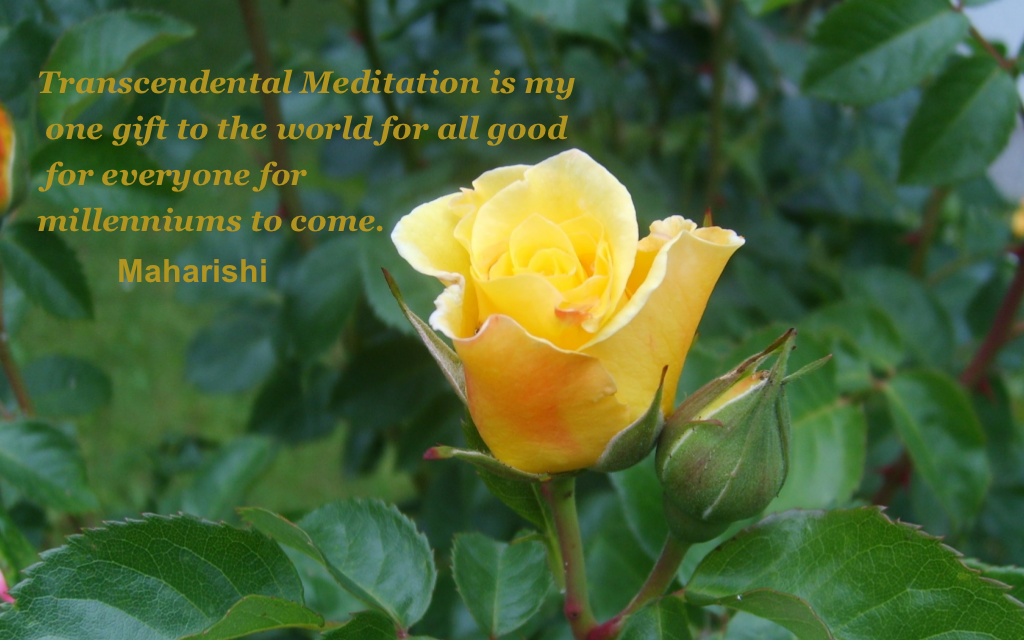 Transcendental Meditation is my
one gift to the world for all good
for everyone for
millenniums to come.
Maharishi